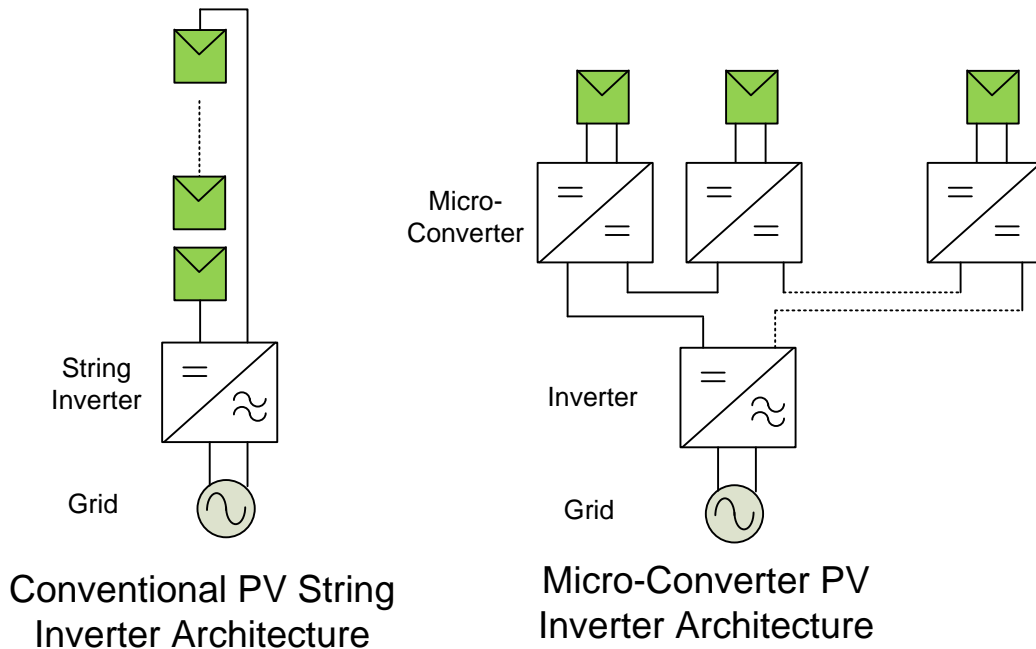 String
Inverter
Grid
Conventional PV String
Inverter Architecture
Micro-
Converter
Inverter
Grid
Micro-Converter PV
Inverter Architecture